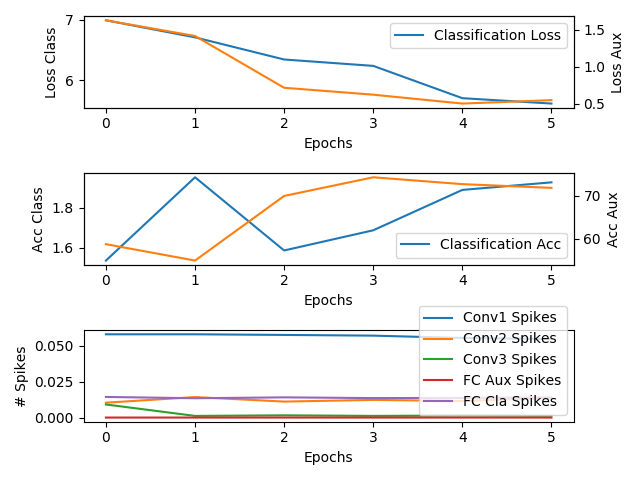 7
6
Loss Class
Classification Loss
1.5
1.0
0.5
Loss Aux
0 1 2 3 4 5
Epochs
1.8
1.6
Acc Class
Classification Acc
70
60
Acc Aux
0 1 2 3 4 5
Epochs
0.050
0.025
0.000
# Spikes
Conv1 Spikes
Conv2 Spikes
Conv3 Spikes
FC Aux Spikes
FC Cla Spikes
0 1 2 3 4 5
Epochs